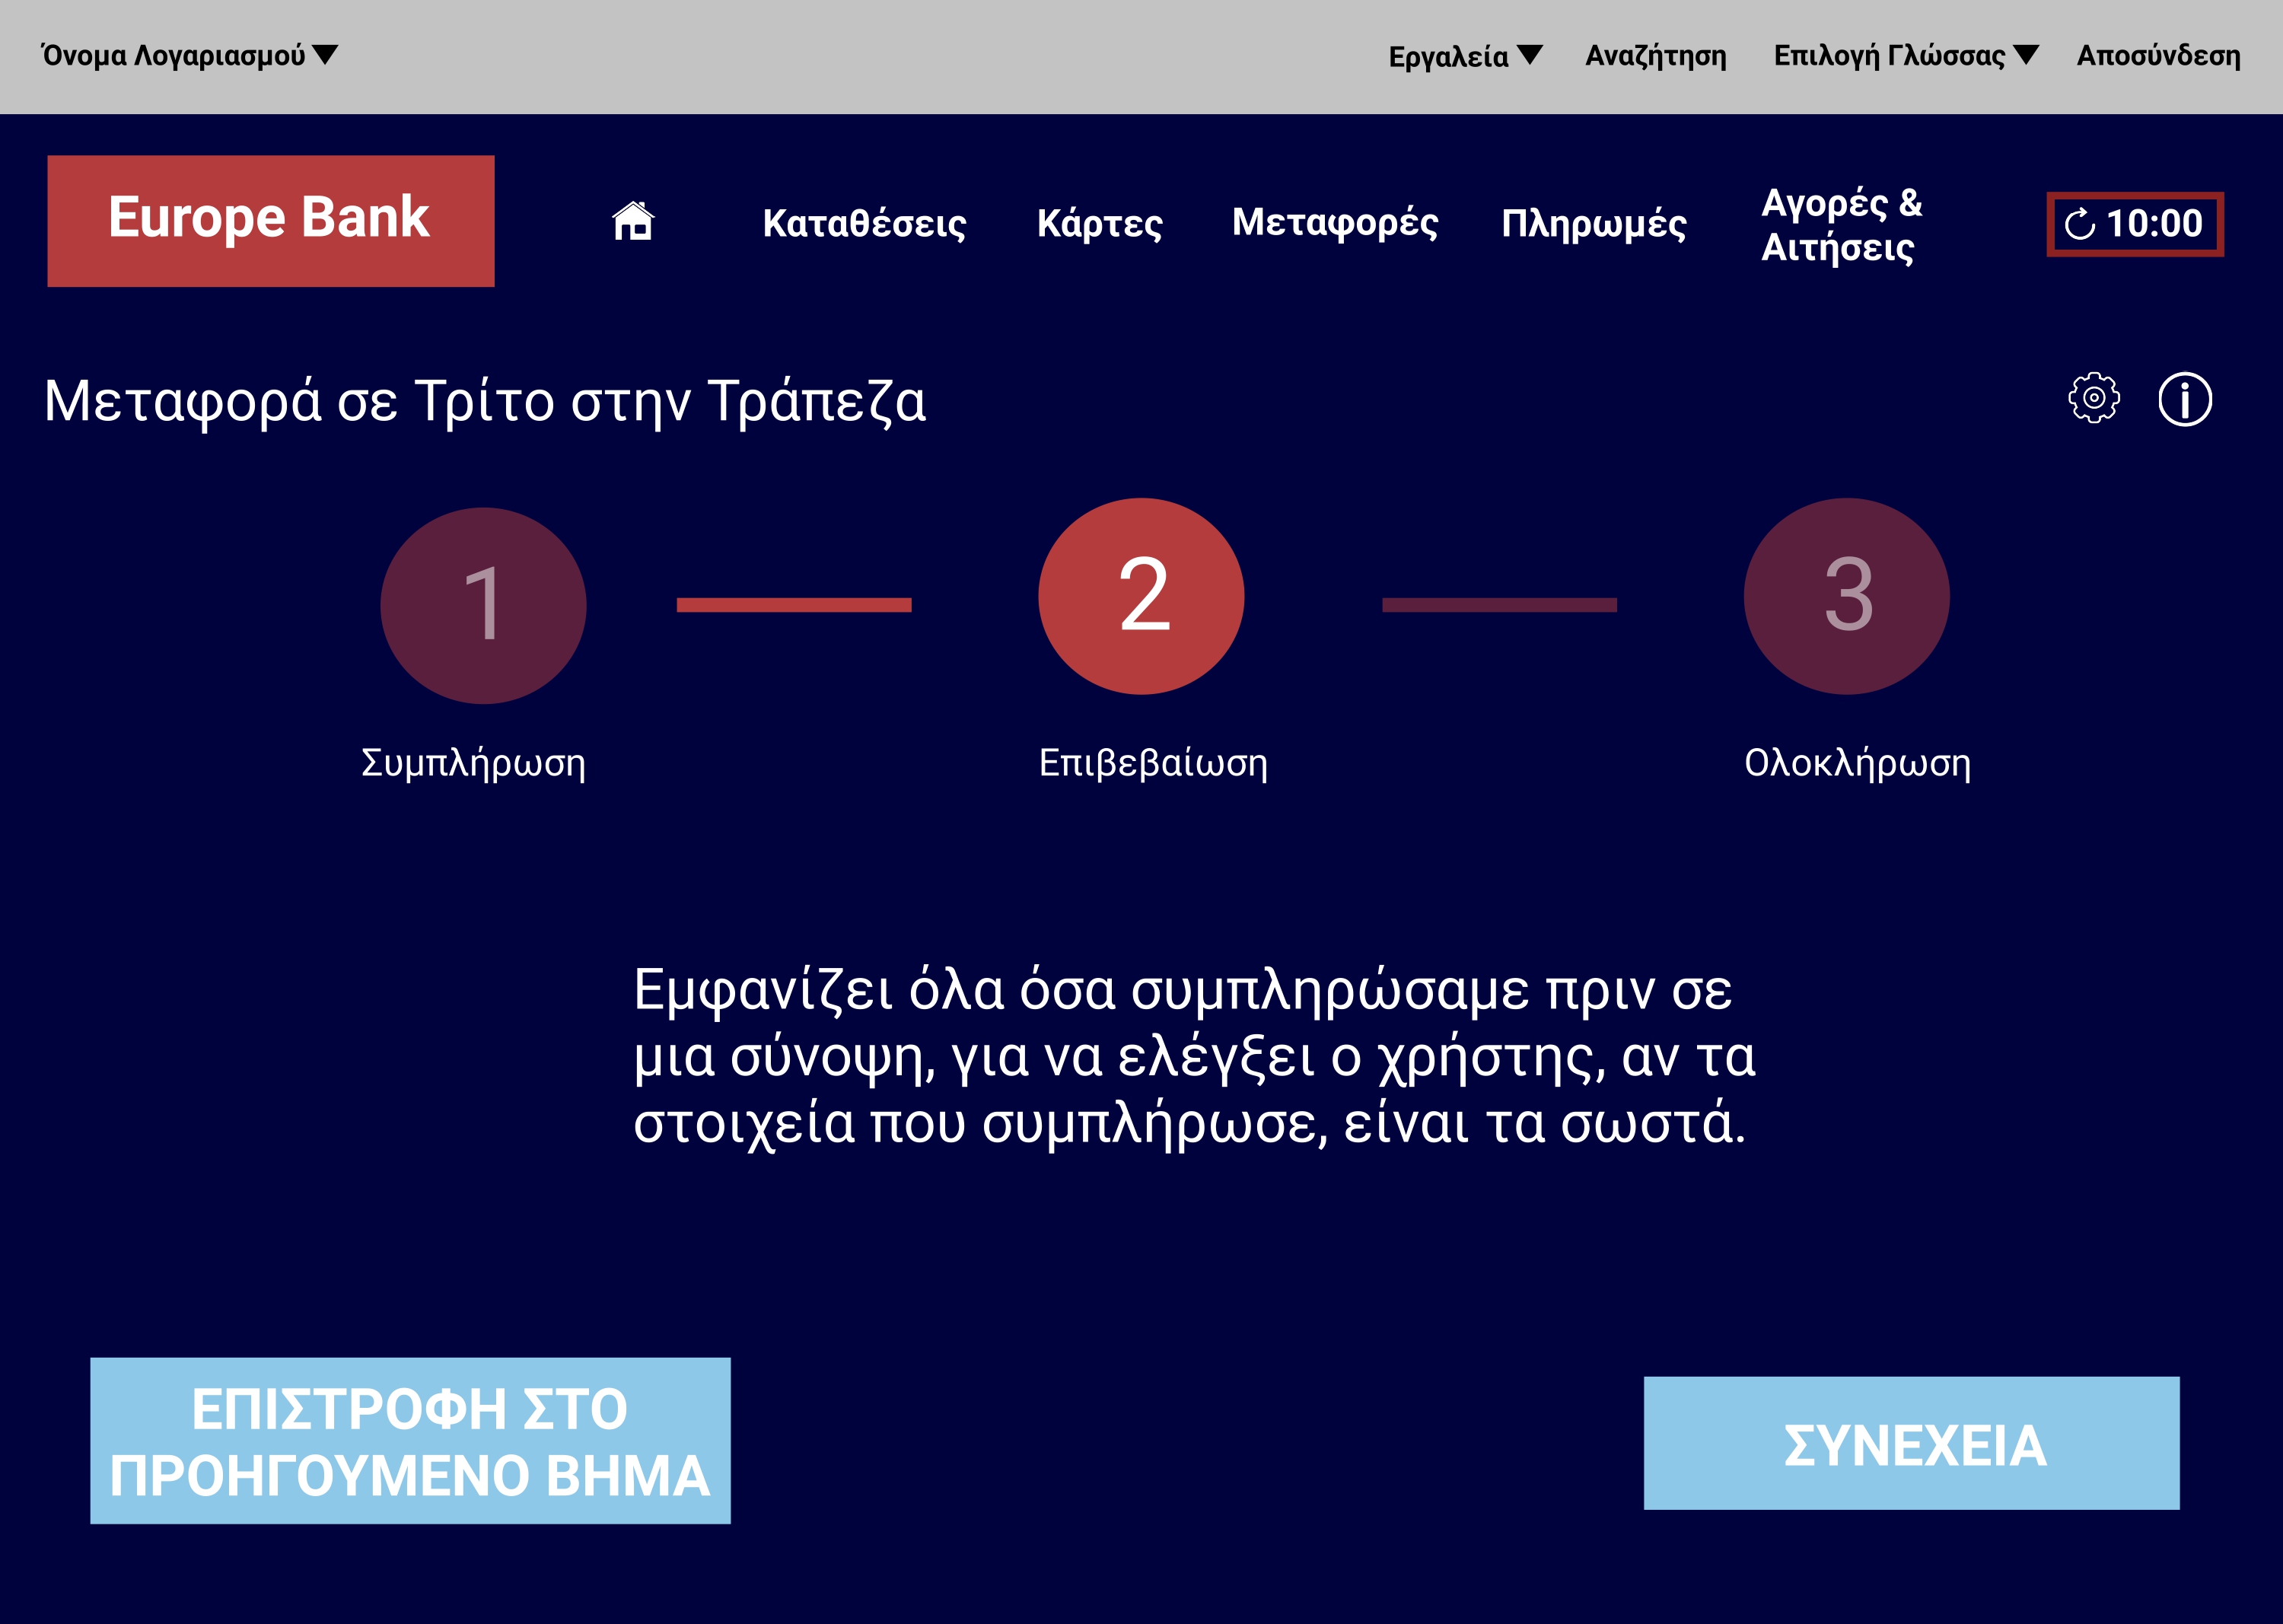 Όνομα Λογαριασμού
Εργαλεία
Αναζήτηση
Επιλογή Γλώσσας
Αποσύνδεση
Europe Bank
Καταθέσεις
Κάρτες
Μεταφορές
Πληρωμές
Αγορές &
Αιτήσεις
10:00
Μεταφορά σε Τρίτο στην Τράπεζα
1
2
3
Συμπλήρωση
Επιβεβαίωση
Ολοκλήρωση
Εμφανίζει όλα όσα συμπληρώσαμε πριν σε
μια σύνοψη, για να ελέγξει ο χρήστης, αν τα
στοιχεία που συμπλήρωσε, είναι τα σωστά.
ΕΠΙΣΤΡΟΦΗ ΣΤΟ
ΠΡΟΗΓΟΥΜΕΝΟ ΒΗΜΑ
ΣΥΝΕΧΕΙΑ